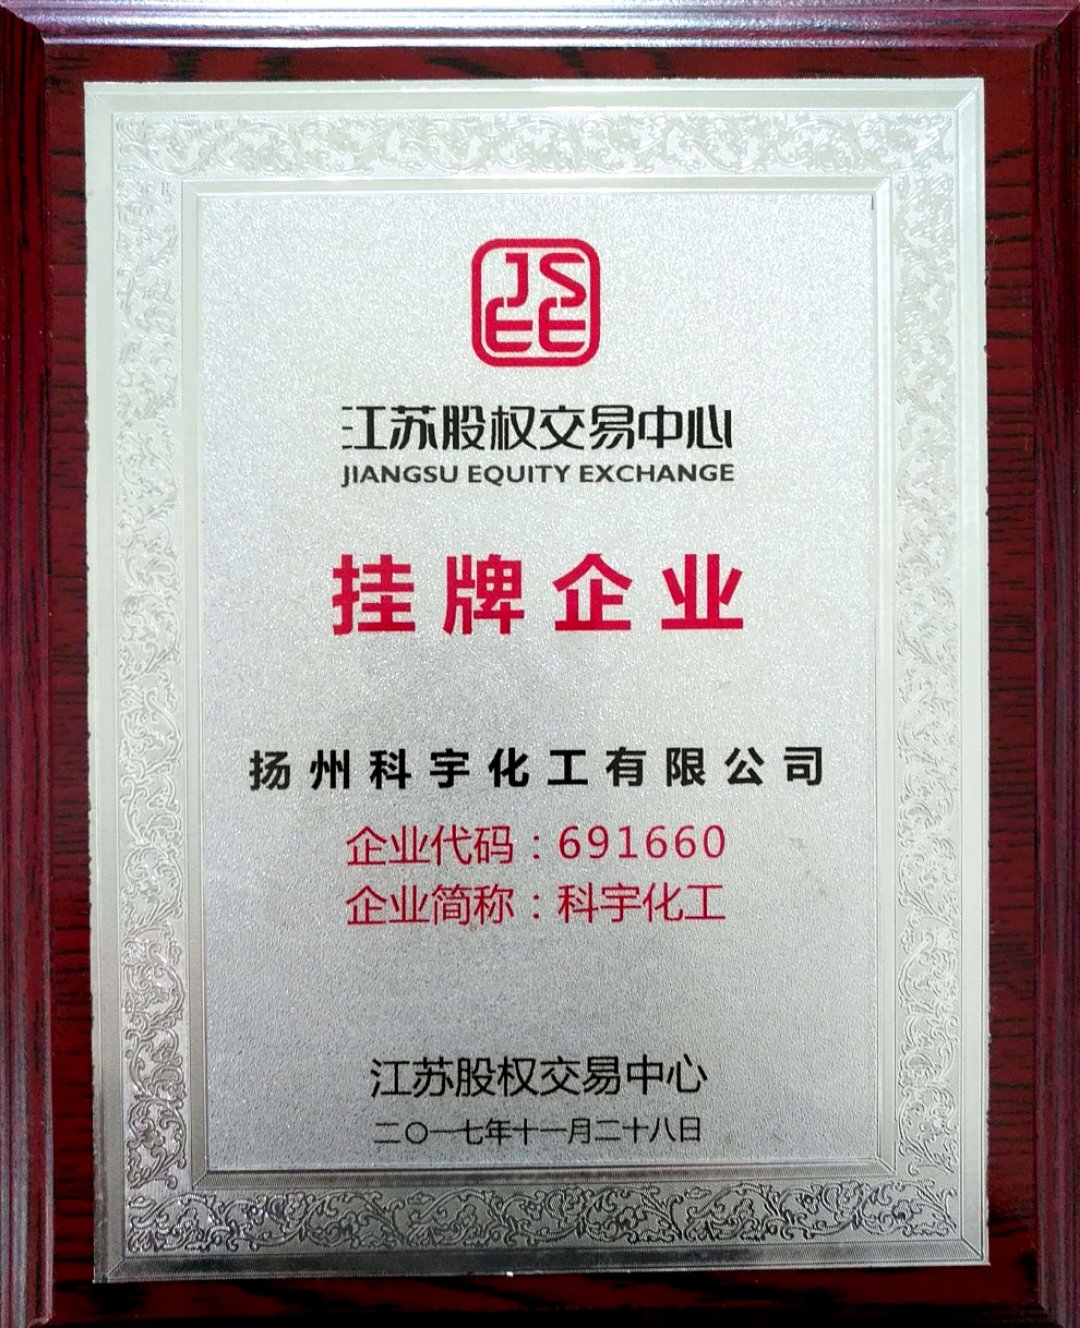 JS
EE
江苏股权交易中心
JIANGSU EQUITY EXCHANGE
挂牌企业
扬州科宇化工有限公司
企业代码：691660
企业简称：科宇化工
江苏股权交易中心
二〇一七年十一月二十八日